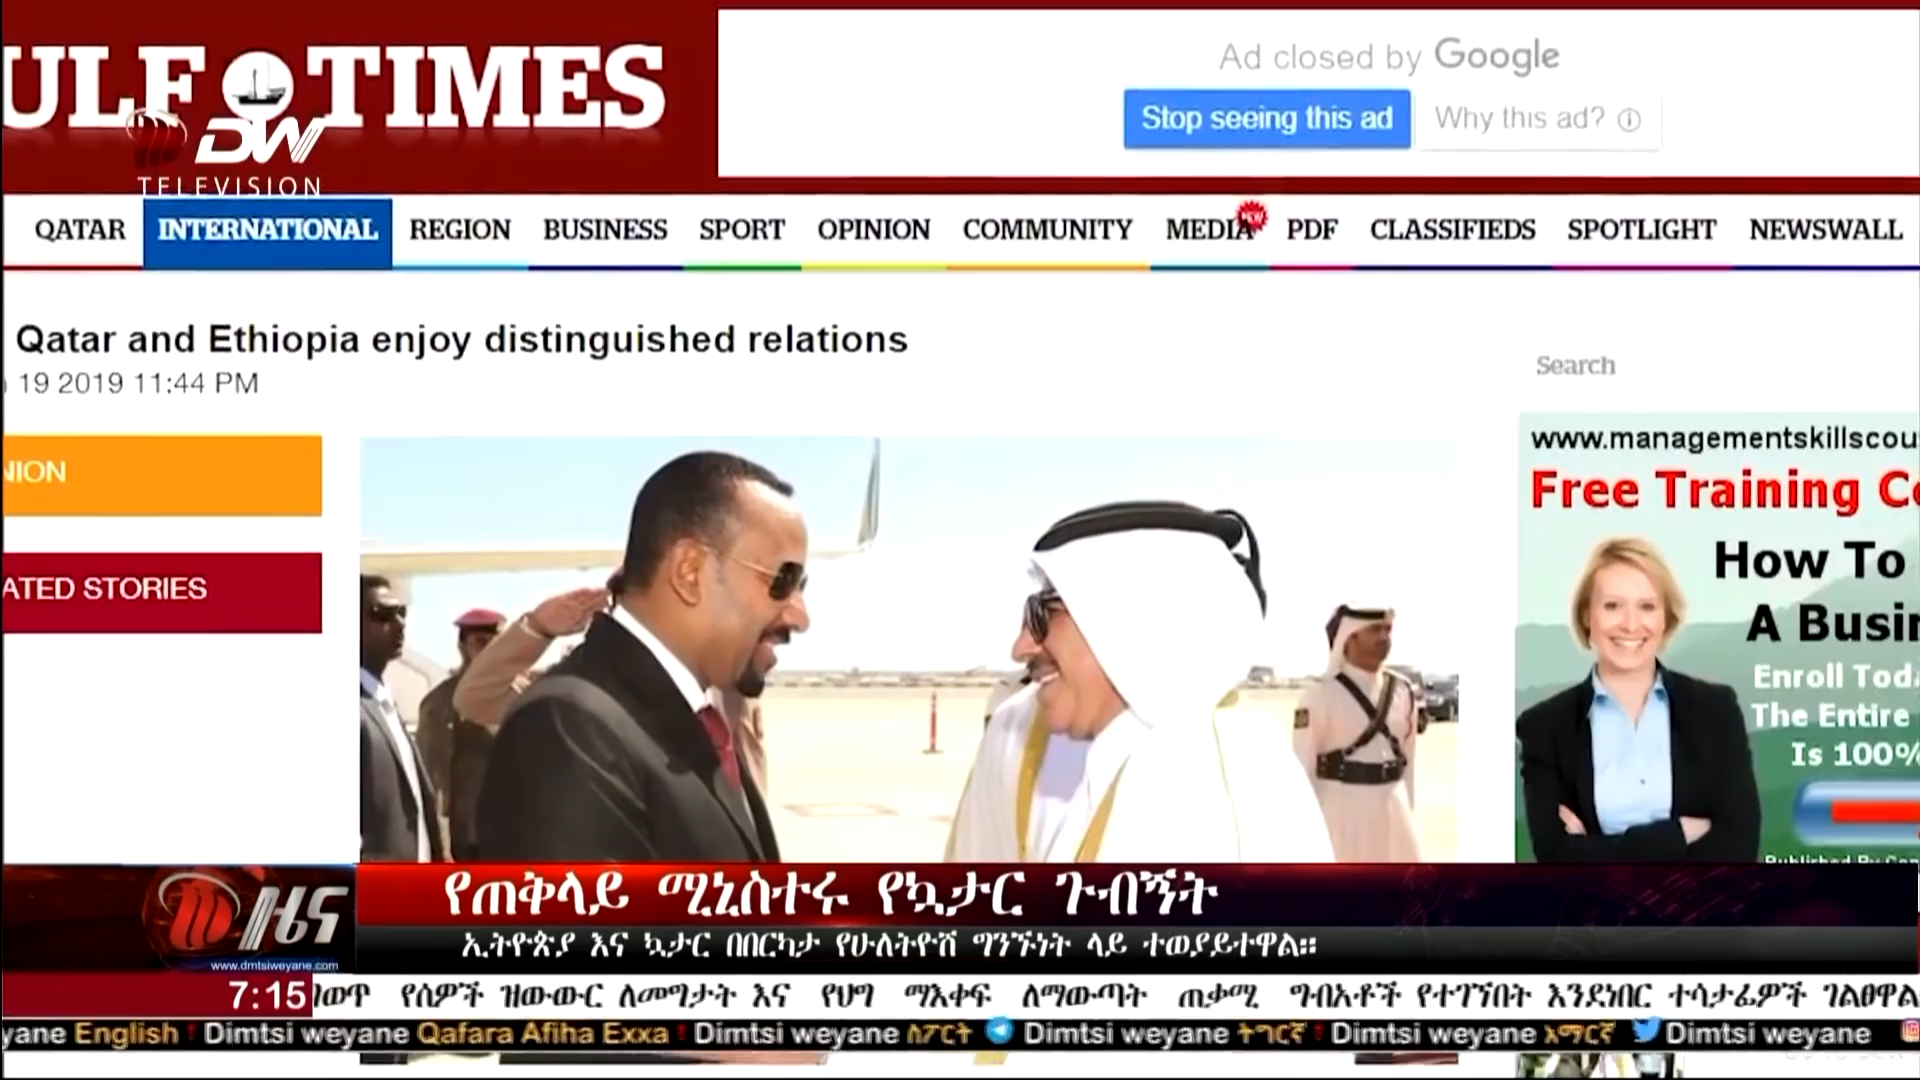 ULF TIMES
DW
TELEVISION
Ad closed by Google
Stop seeing this ad
Why this ad?
QATAR INTERNATIONAL REGION BUSINESS SPORT OPINION COMMUNITY MEDIA NEW PDF CLASSIFIEDS SPOTLIGHT NEWSWALL
Qatar and Ethiopia enjoy distinguished relations
19 2019 11:44 PM
Search
NION
ATED STORIES
www.managementskillscou
Free Training Co
How To
A Busin
Enroll Toda
The Entire
Is 100%
ዜና
www.dmtsiweyane.com
የጠቅላይ ሚኒስተሩ የኳታር ጉብኝት
ኢትዮጵያ እና ኳታር በበርካታ የሁለትዮሽ ግንኙነት ላይ ተወያይተዋል።
7:15
ገወጥ የሰዎች ዝውውር ለመግታት እና የህግ ማእቀፍ ለማውጣት ጠቃሚ ግብአቶች የተገኘበት እንደነበር ተሳታፊዎች ገልፀዋል
yane English Dimtsi weyane Qafara Afiha Exxa Dimtsi weyane ስፖርት Dimtsi weyane ትግርኛ Dimtsi weyane አማርኛ Dimtsi weyane